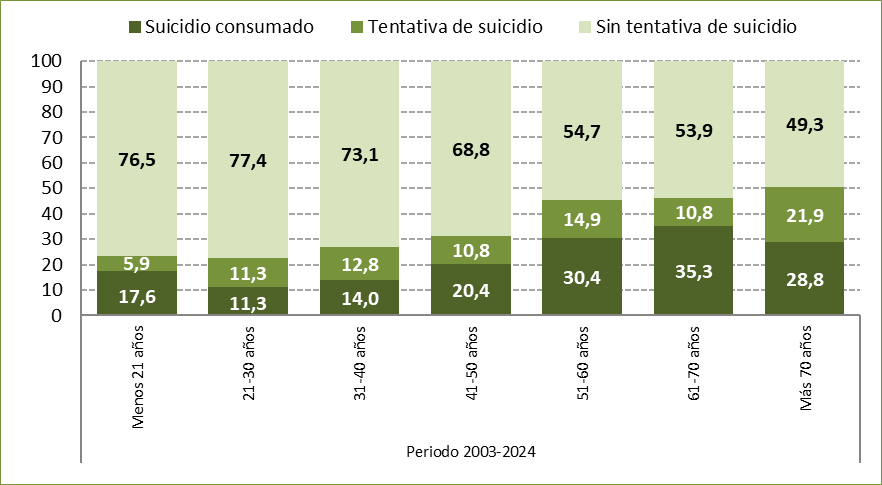 Suicidio consumado Tentativa de suicidio Sin tentativa de suicidio
100
90
80
70
60
50
40
30
20
10
0
76,5 77,4 73,1 68,8 54,7 53,9 49,3
5,9 11,3 12,8 10,8 14,9 10,8 21,9
17,6 11,3 14,0 20,4 30,4 35,3 28,8
Menos 21 años
21-30 años
31-40 años
41-50 años
51-60 años
61-70 años
Más 70 años
Periodo 2003-2024